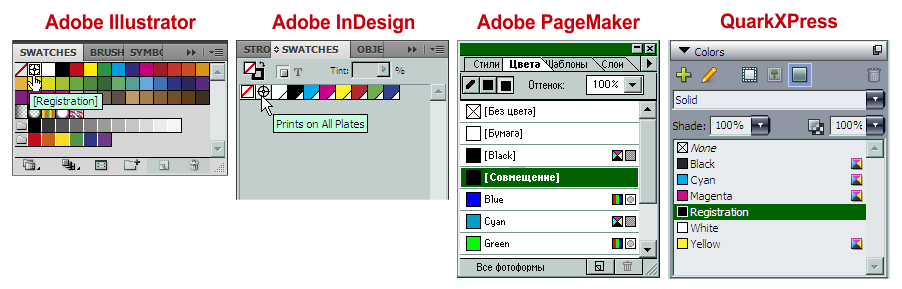 Adobe Illustrator
SWATCHES
BRUSH
SYMBO
[Registration]
Adobe InDesign
STRO
SWATCHES
OBJE
T
Tint:
%
Prints on All Plates
Adobe PageMaker
Стили
Цвета
Шаблоны
Слои
Оттенок:
100%
[Без цвета]
[Бумага]
[Black]
[Совмещение]
Blue
Cyan
Green
Все фотоформы
QuarkXPress
Colors
Solid
Shade: 100%
100%
None
Black
Cyan
Magenta
Registration
White
Yellow